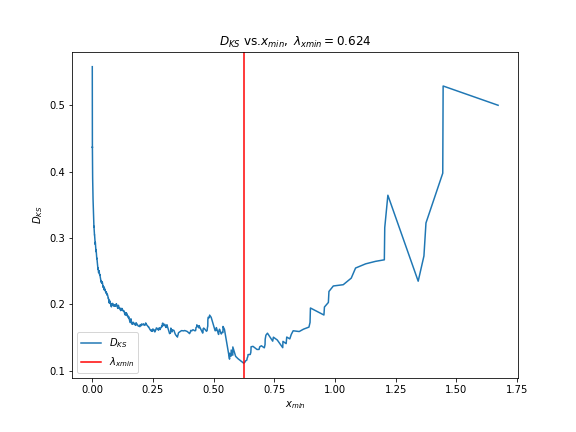 D_KS vs.x_min, λ_xmin = 0.624
D_KS
0.5
0.4
0.3
0.2
0.1
D_KS
λ_xmin
0.00 0.25 0.50 0.75 1.00 1.25 1.50 1.75
x_min